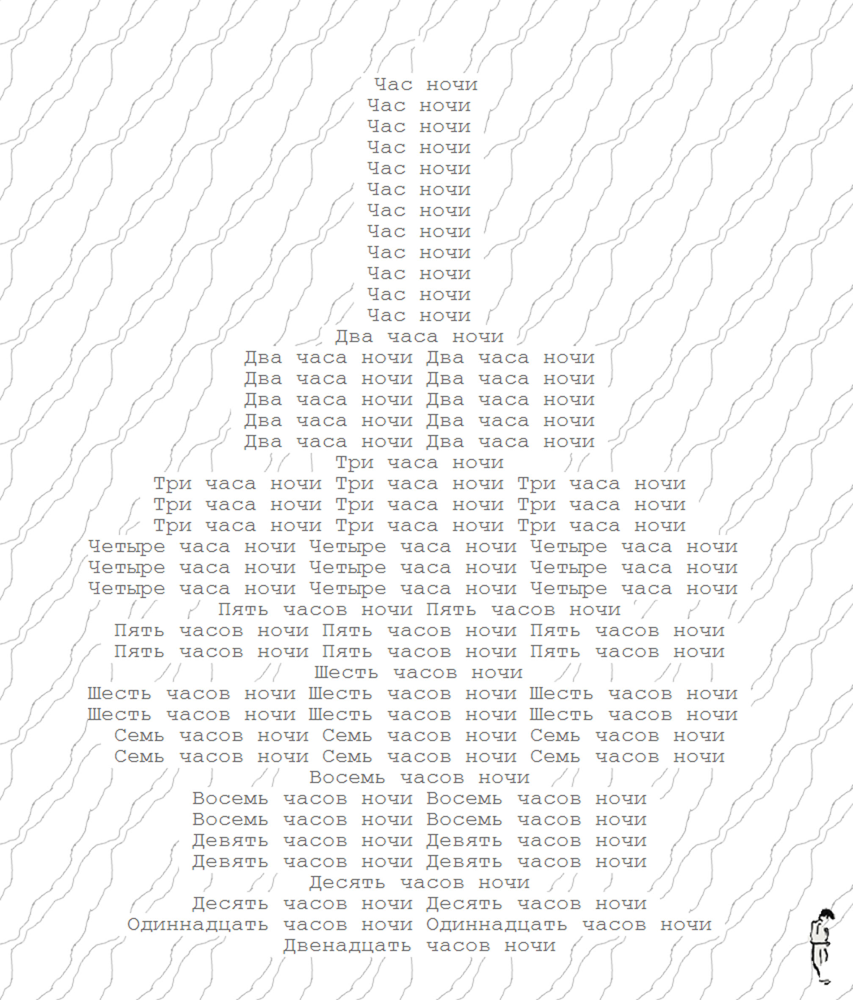 Час ночи
Час ночи
Час ночи
Час ночи
Час ночи
Час ночи
Час ночи
Час ночи
Час ночи
Час ночи
Час ночи
Час ночи
Два часа ночи
Два часа ночи Два часа ночи
Два часа ночи Два часа ночи
Два часа ночи Два часа ночи
Два часа ночи Два часа ночи
Два часа ночи Два часа ночи
Три часа ночи
Три часа ночи Три часа ночи Три часа ночи
Три часа ночи Три часа ночи Три часа ночи
Три часа ночи Три часа ночи Три часа ночи
Четыре часа ночи Четыре часа ночи Четыре часа ночи
Четыре часа ночи Четыре часа ночи Четыре часа ночи
Четыре часа ночи Четыре часа ночи Четыре часа ночи
Пять часов ночи Пять часов ночи
Пять часов ночи Пять часов ночи Пять часов ночи
Пять часов ночи Пять часов ночи Пять часов ночи
Шесть часов ночи
Шесть часов ночи Шесть часов ночи Шесть часов ночи
Шесть часов ночи Шесть часов ночи Шесть часов ночи
Семь часов ночи Семь часов ночи Семь часов ночи
Семь часов ночи Семь часов ночи Семь часов ночи
Восемь часов ночи
Восемь часов ночи Восемь часов ночи
Восемь часов ночи Восемь часов ночи
Девять часов ночи Девять часов ночи
Девять часов ночи Девять часов ночи
Десять часов ночи
Десять часов ночи Десять часов ночи
Одиннадцать часов ночи Одиннадцать часов ночи
Двенадцать часов ночи